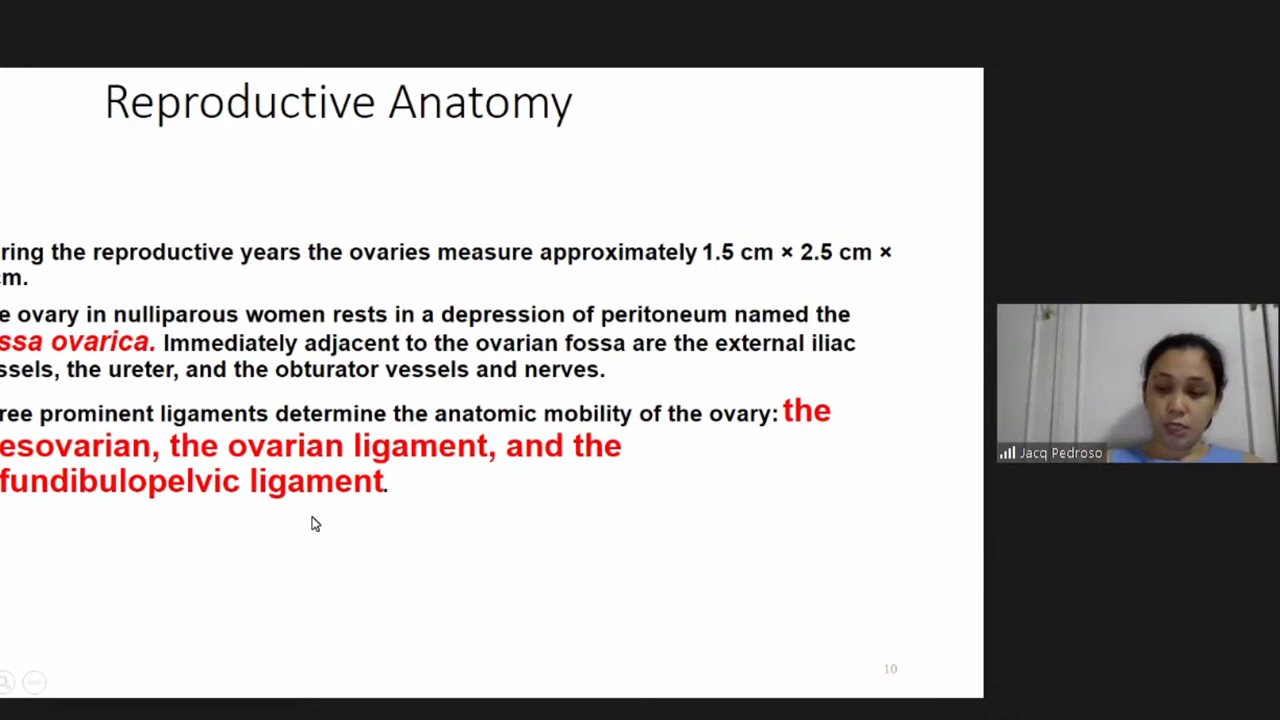 Reproductive Anatomy
ring the reproductive years the ovaries measure approximately 1.5 cm × 2.5 cm ×
cm.
e ovary in nulliparous women rests in a depression of peritoneum named the
ssa ovarica. Immediately adjacent to the ovarian fossa are the external iliac
ssels, the ureter, and the obturator vessels and nerves.
ree prominent ligaments determine the anatomic mobility of the ovary: the
esovarian, the ovarian ligament, and the
fundibulopelvic ligament.
Jacq Pedroso
10